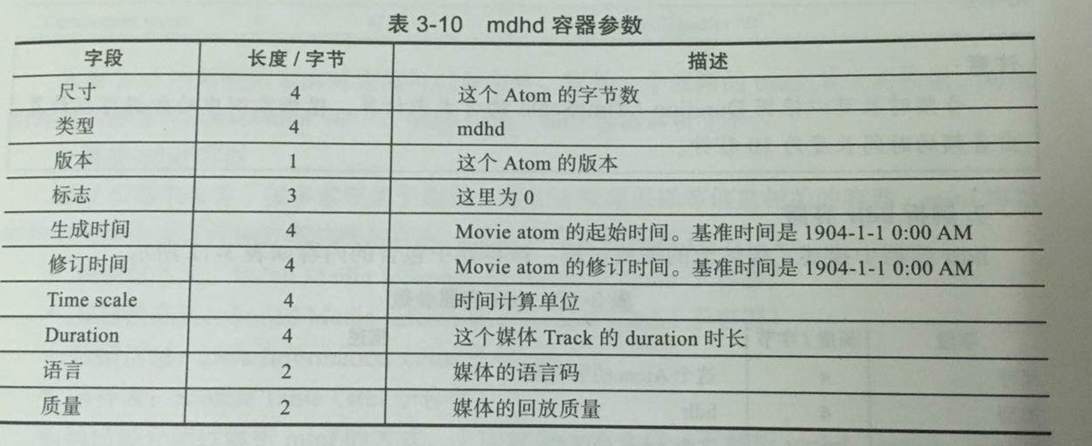 表 3-10 mdhd 容器参数
字段 长度 / 字节 描述
尺寸 4 这个 Atom 的字节数
类型 4 mdhd
版本 1 这个 Atom 的版本
标志 3 这里为 0
生成时间 4 Movie atom 的起始时间。基准时间是 1904-1-1 0:00 AM
修订时间 4 Movie atom 的修订时间。基准时间是 1904-1-1 0:00 AM
Time scale 4 时间计算单位
Duration 4 这个媒体 Track 的 duration 时长
语言 2 媒体的语言码
质量 2 媒体的回放质量